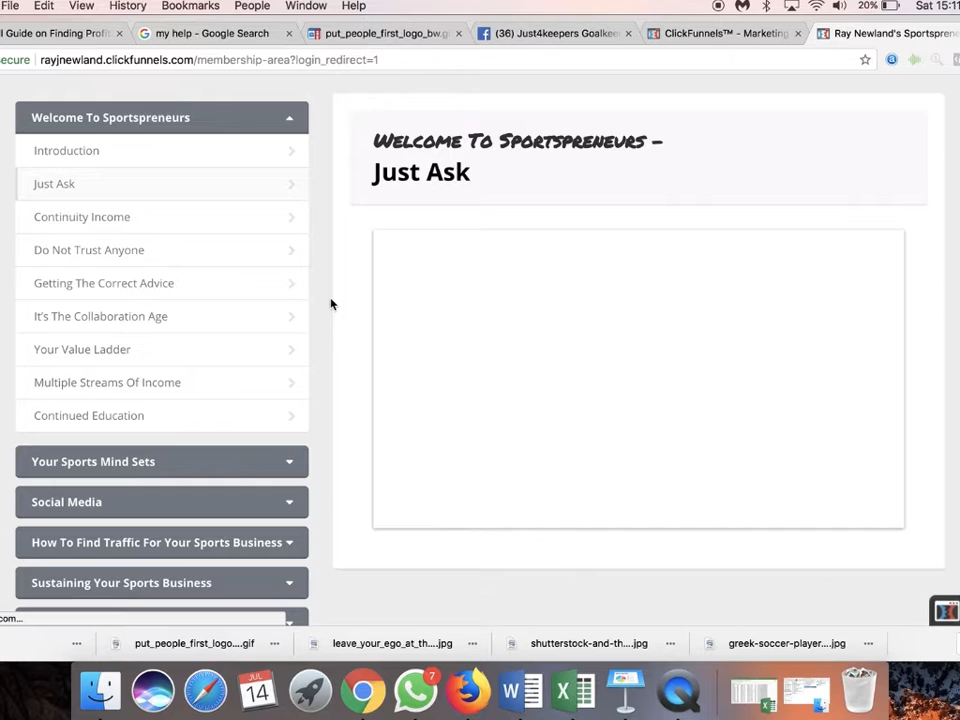 File Edit View History Bookmarks People Window Help 20% Sat 15:11
ll Guide on Finding Profit
my help - Google Search
put_people_first_logo_bw.gi
(36) Just4keepers Goalkee
ClickFunnels™ - Marketing
Ray Newland's Sportsprene
ecure rayjnewland.clickfunnels.com/membership-area?login_redirect=1
Welcome To Sportspreneurs
Introduction
Just Ask
Continuity Income
Do Not Trust Anyone
Getting The Correct Advice
It's The Collaboration Age
Your Value Ladder
Multiple Streams Of Income
Continued Education
Your Sports Mind Sets
Social Media
How To Find Traffic For Your Sports Business
Sustaining Your Sports Business
Welcome To Sportspreneurs –
Just Ask
com...
put_people_first_logo....gif
leave_your_ego_at_th....jpg
shutterstock-and-th....jpg
greek-soccer-player....jpg
JUL
14
7